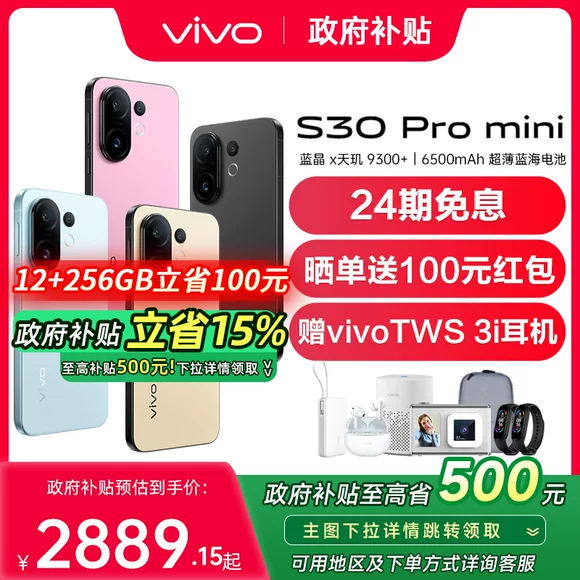 vivo | 政府补贴
S30 Pro mini
蓝晶 x天玑 9300+ | 6500mAh 超薄蓝海电池
24期免息
晒单送100元红包
赠vivoTWS 3i耳机
12+256GB立省100元
政府补贴 立省15%
至高补贴500元!下拉详情领取
vivo
vivo
政府补贴预估到手价:
¥2889.15起
政府补贴至高省500元
主图下拉详情跳转领取
可用地区及下单方式详询客服